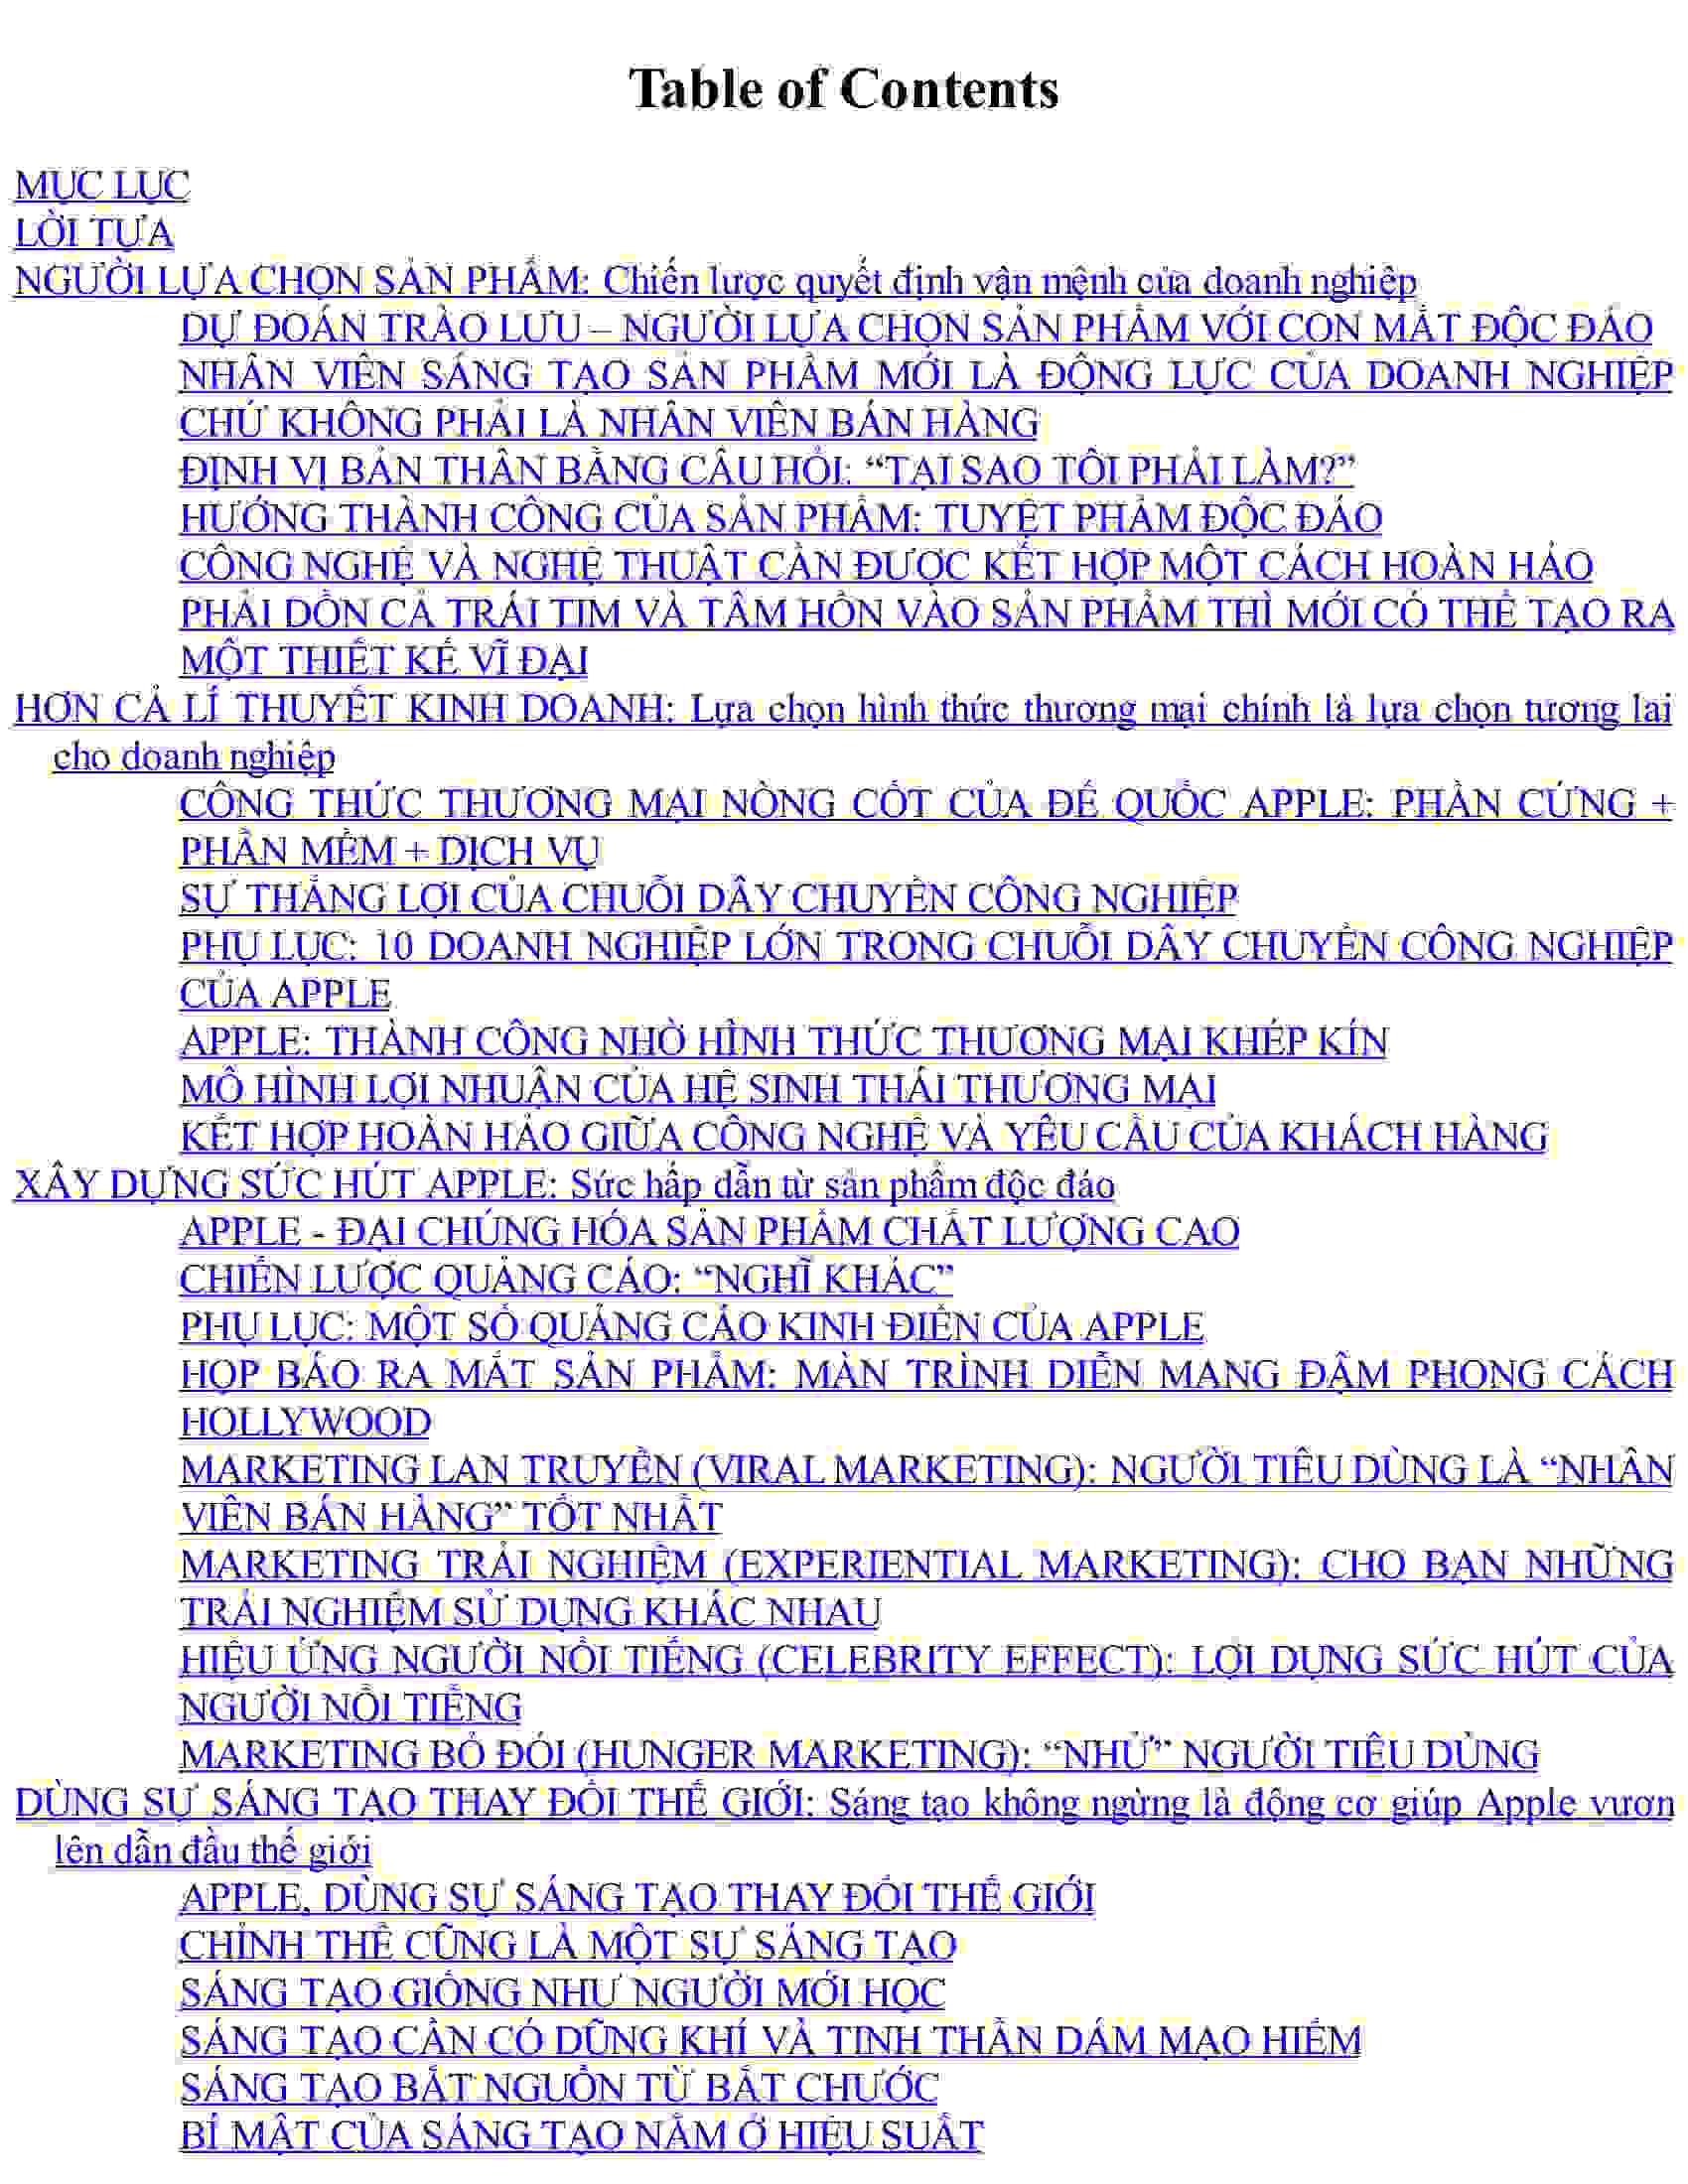 Table of Contents
MỤC LỤC
LỜI TỰA
NGƯỜI LỰA CHỌN SẢN PHẨM: Chiến lược quyết định vận mệnh của doanh nghiệp
DỰ ĐOÁN TRÀO LƯU – NGƯỜI LỰA CHỌN SẢN PHẨM VỚI CON MẮT ĐỘC ĐÁO
NHÂN VIÊN SÁNG TẠO SẢN PHẨM MỚI LÀ ĐỘNG LỰC CỦA DOANH NGHIỆP
CHỨ KHÔNG PHẢI LÀ NHÂN VIÊN BÁN HÀNG
ĐỊNH VỊ BẢN THÂN BẰNG CÂU HỎI: “TẠI SAO TÔI PHẢI LÀM?”
HƯỚNG THÀNH CÔNG CỦA SẢN PHẨM: TUYỆT PHẨM ĐỘC ĐÁO
CÔNG NGHỆ VÀ NGHỆ THUẬT CẦN ĐƯỢC KẾT HỢP MỘT CÁCH HOÀN HẢO
PHẢI DỒN CẢ TRÁI TIM VÀ TÂM HỒN VÀO SẢN PHẨM THÌ MỚI CÓ THỂ TẠO RA
MỘT THIẾT KẾ VĨ ĐẠI
HƠN CẢ LÍ THUYẾT KINH DOANH: Lựa chọn hình thức thương mại chính là lựa chọn tương lai
cho doanh nghiệp
CÔNG THỨC THƯƠNG MẠI NÒNG CỐT CỦA ĐẾ QUỐC APPLE: PHẦN CỨNG +
PHẦN MỀM + DỊCH VỤ
SỰ THẮNG LỢI CỦA CHUỖI DÂY CHUYỀN CÔNG NGHIỆP
PHỤ LỤC: 10 DOANH NGHIỆP LỚN TRONG CHUỖI DÂY CHUYỀN CÔNG NGHIỆP
CỦA APPLE
APPLE: THÀNH CÔNG NHỜ HÌNH THỨC THƯƠNG MẠI KHÉP KÍN
MÔ HÌNH LỢI NHUẬN CỦA HỆ SINH THÁI THƯƠNG MẠI
KẾT HỢP HOÀN HẢO GIỮA CÔNG NGHỆ VÀ YÊU CẦU CỦA KHÁCH HÀNG
XÂY DỰNG SỨC HÚT APPLE: Sức hấp dẫn từ sản phẩm độc đáo
APPLE - ĐẠI CHÚNG HÓA SẢN PHẨM CHẤT LƯỢNG CAO
CHIẾN LƯỢC QUẢNG CÁO: “NGHĨ KHÁC”
PHỤ LỤC: MỘT SỐ QUẢNG CÁO KINH ĐIỂN CỦA APPLE
HỌP BÁO RA MẮT SẢN PHẨM: MÀN TRÌNH DIỄN MANG ĐẬM PHONG CÁCH
HOLLYWOOD
MARKETING LAN TRUYỀN (VIRAL MARKETING): NGƯỜI TIÊU DÙNG LÀ “NHÂN
VIÊN BÁN HÀNG” TỐT NHẤT
MARKETING TRẢI NGHIỆM (EXPERIENTIAL MARKETING): CHO BẠN NHỮNG
TRẢI NGHIỆM SỬ DỤNG KHÁC NHAU
HIỆU ỨNG NGƯỜI NỔI TIẾNG (CELEBRITY EFFECT): LỢI DỤNG SỨC HÚT CỦA
NGƯỜI NỔI TIẾNG
MARKETING BỎ ĐÓI (HUNGER MARKETING): “NHỬ” NGƯỜI TIÊU DÙNG
DÙNG SỰ SÁNG TẠO THAY ĐỔI THẾ GIỚI: Sáng tạo không ngừng là động cơ giúp Apple vươn
lên dẫn đầu thế giới
APPLE, DÙNG SỰ SÁNG TẠO THAY ĐỔI THẾ GIỚI
CHỈNH THỂ CŨNG LÀ MỘT SỰ SÁNG TẠO
SÁNG TẠO GIỐNG NHƯ NGƯỜI MỚI HỌC
SÁNG TẠO CẦN CÓ DŨNG KHÍ VÀ TINH THẦN DÁM MẠO HIỂM
SÁNG TẠO BẮT NGUỒN TỪ BẮT CHƯỚC
BÍ MẬT CỦA SÁNG TẠO NẰM Ở HIỆU SUẤT